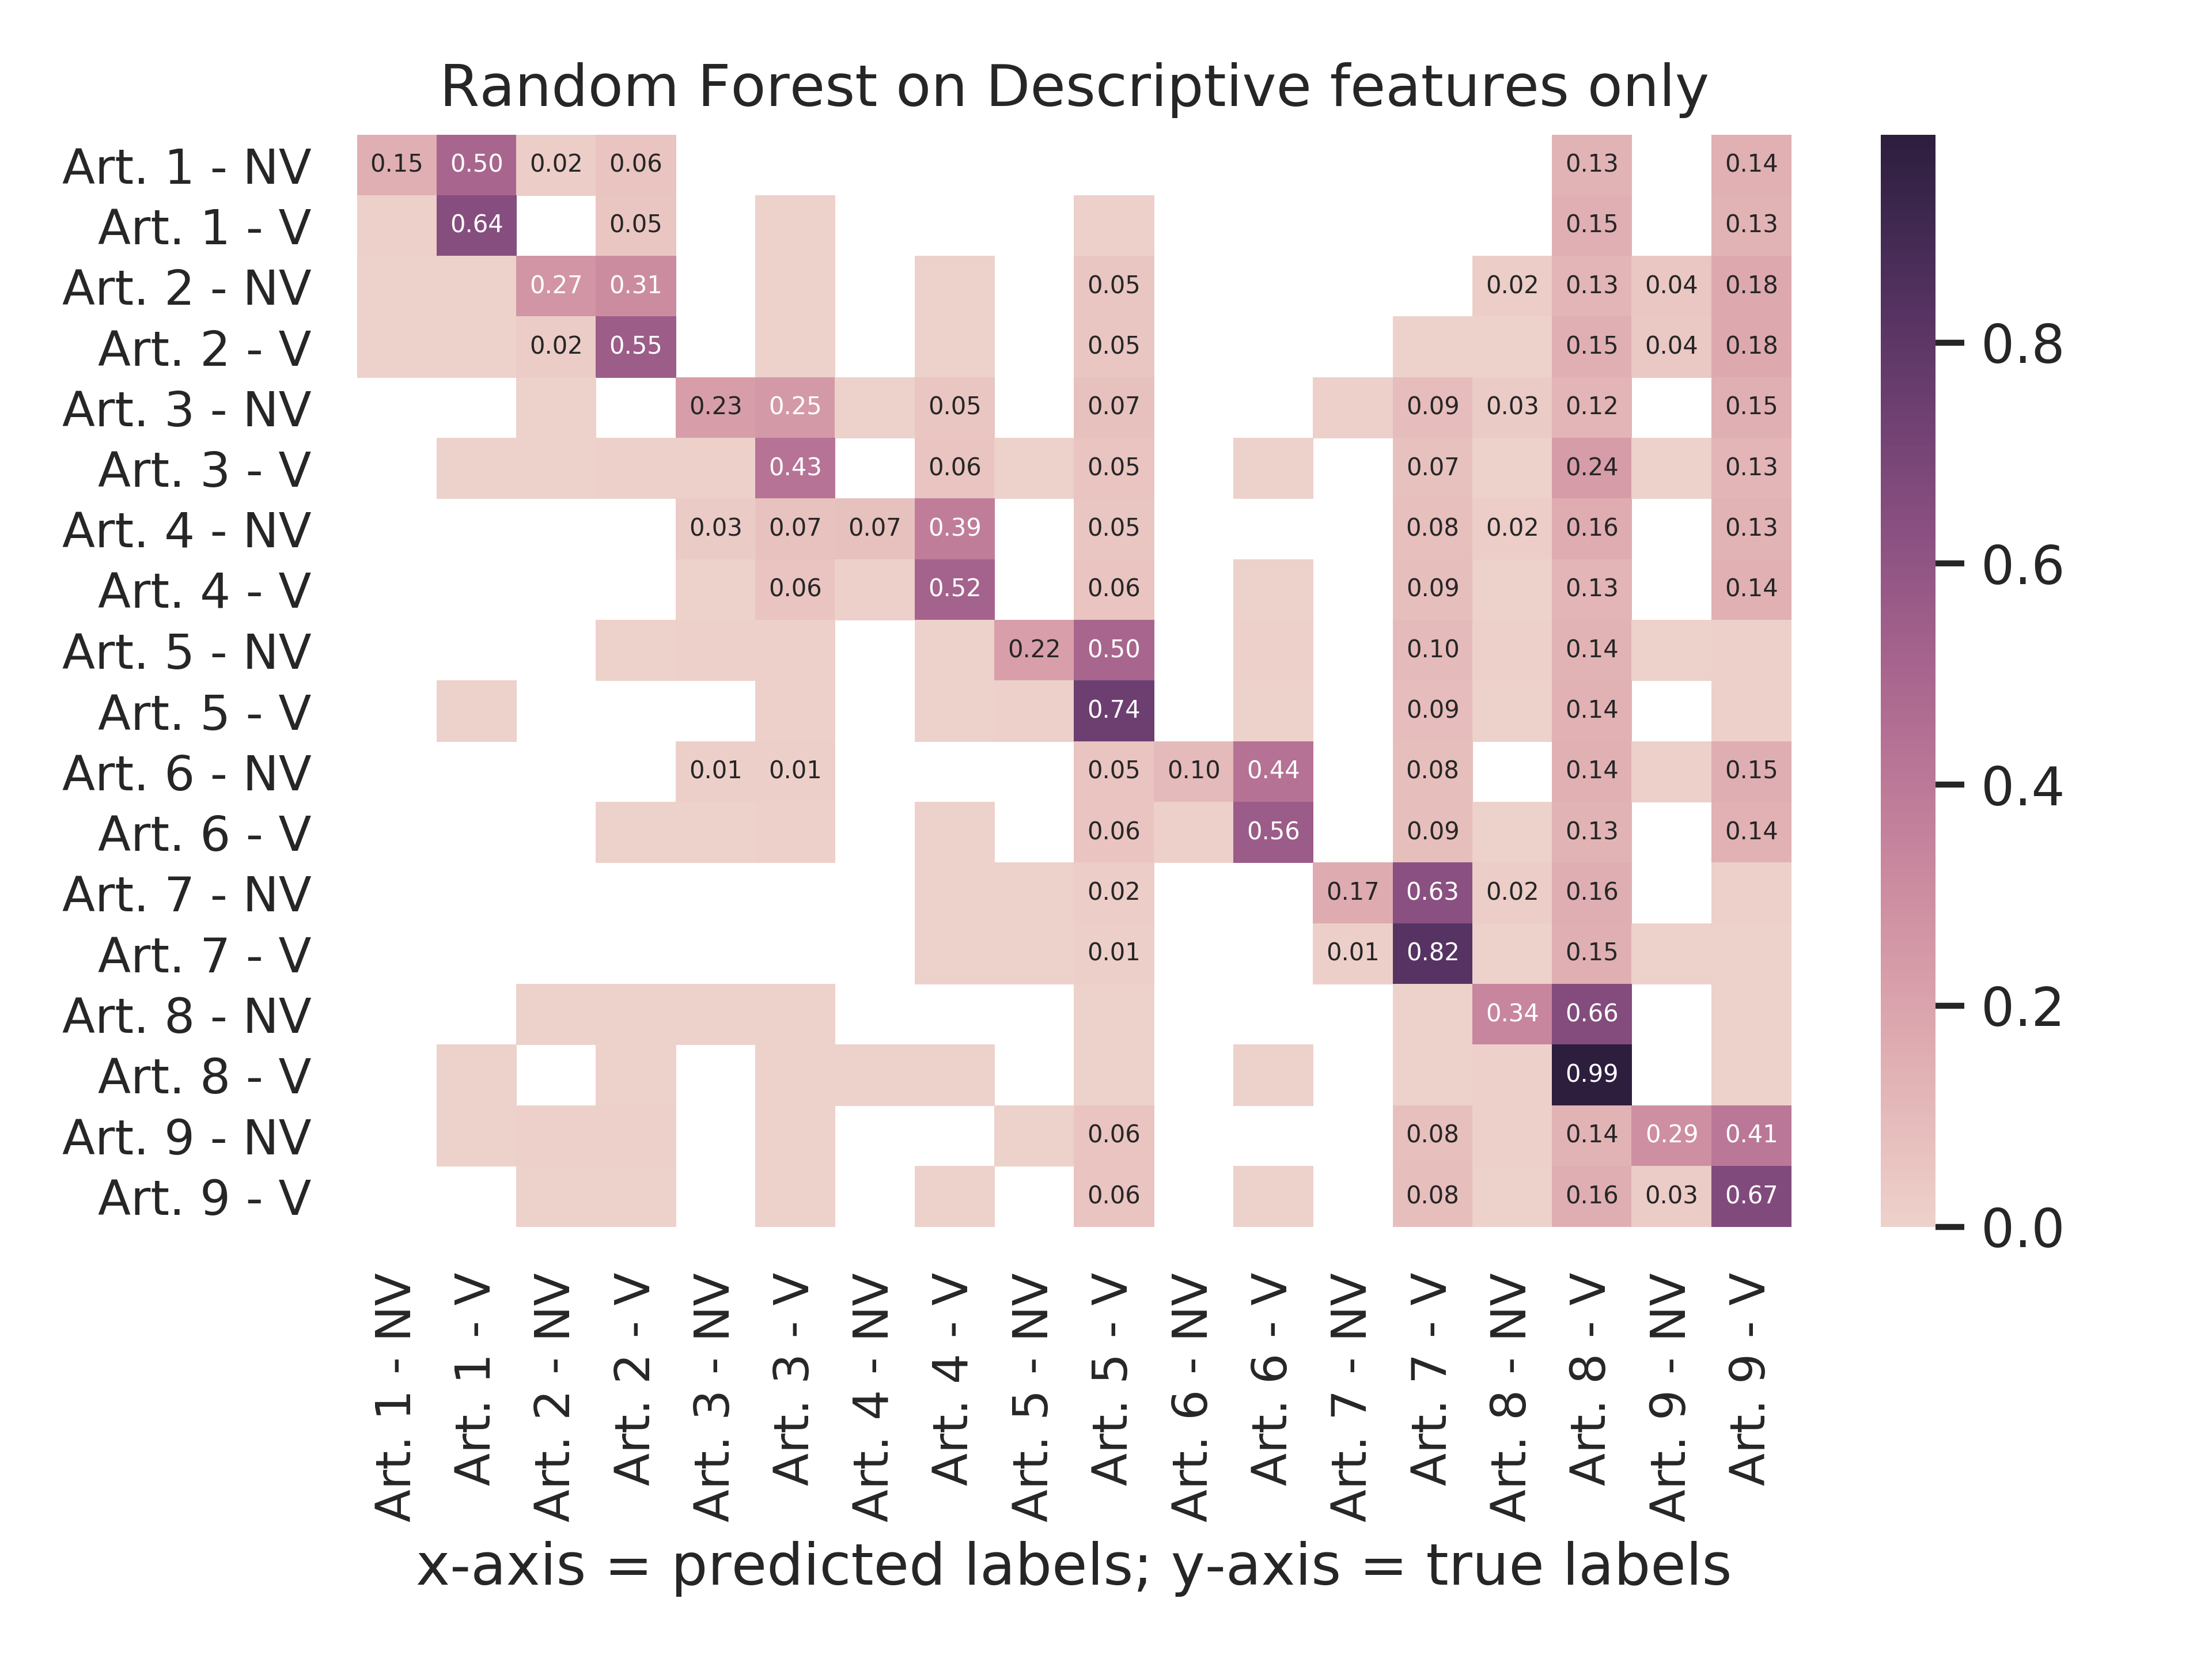 Random Forest on Descriptive features only
Art. 1 - NV 0.15 0.50 0.02 0.06 0.13 0.14
Art. 1 - V 0.64 0.05 0.15 0.13
Art. 2 - NV 0.27 0.31 0.05 0.02 0.13 0.04 0.18
Art. 2 - V 0.02 0.55 0.05 0.15 0.04 0.18
Art. 3 - NV 0.23 0.25 0.05 0.07 0.09 0.03 0.12 0.15
Art. 3 - V 0.43 0.06 0.05 0.07 0.24 0.13
Art. 4 - NV 0.03 0.07 0.07 0.39 0.05 0.08 0.02 0.16 0.13
Art. 4 - V 0.06 0.52 0.06 0.09 0.13 0.14
Art. 5 - NV 0.22 0.50 0.10 0.14
Art. 5 - V 0.74 0.09 0.14
Art. 6 - NV 0.01 0.01 0.05 0.10 0.44 0.08 0.14 0.15
Art. 6 - V 0.06 0.56 0.09 0.13 0.14
Art. 7 - NV 0.02 0.17 0.63 0.02 0.16
Art. 7 - V 0.01 0.01 0.82 0.15
Art. 8 - NV 0.34 0.66
Art. 8 - V 0.99
Art. 9 - NV 0.06 0.08 0.14 0.29 0.41
Art. 9 - V 0.06 0.08 0.16 0.03 0.67
0.8
0.6
0.4
0.2
0.0
Art. 1 - NV
Art. 1 - V
Art. 2 - NV
Art. 2 - V
Art. 3 - NV
Art. 3 - V
Art. 4 - NV
Art. 4 - V
Art. 5 - NV
Art. 5 - V
Art. 6 - NV
Art. 6 - V
Art. 7 - NV
Art. 7 - V
Art. 8 - NV
Art. 8 - V
Art. 9 - NV
Art. 9 - V
x-axis = predicted labels; y-axis = true labels